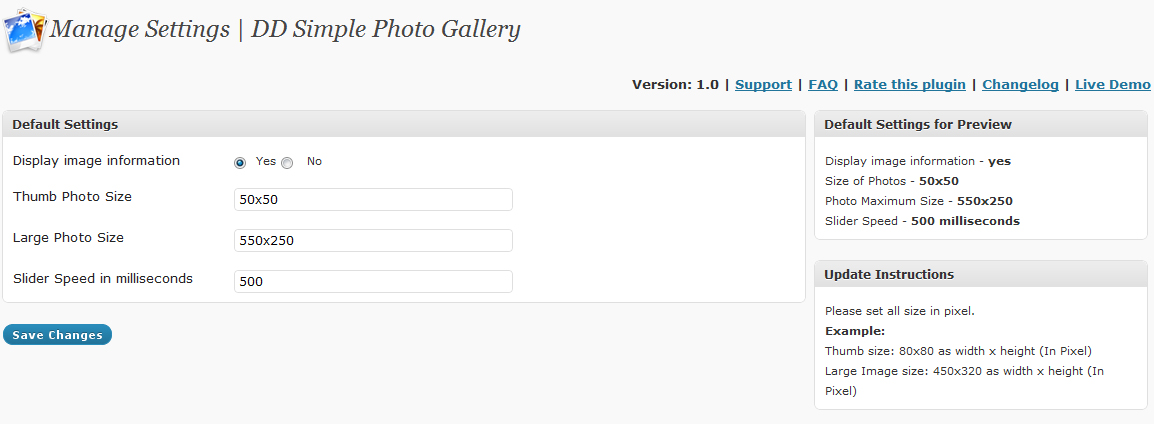 Manage Settings | DD Simple Photo Gallery
Version: 1.0 | Support | FAQ | Rate this plugin | Changelog | Live Demo
Default Settings
Display image information Yes No
Thumb Photo Size 50x50
Large Photo Size 550x250
Slider Speed in milliseconds 500
Save Changes
Default Settings for Preview
Display image information - yes
Size of Photos - 50x50
Photo Maximum Size - 550x250
Slider Speed - 500 milliseconds
Update Instructions
Please set all size in pixel.
Example:
Thumb size: 80x80 as width x height (In Pixel)
Large Image size: 450x320 as width x height (In
Pixel)